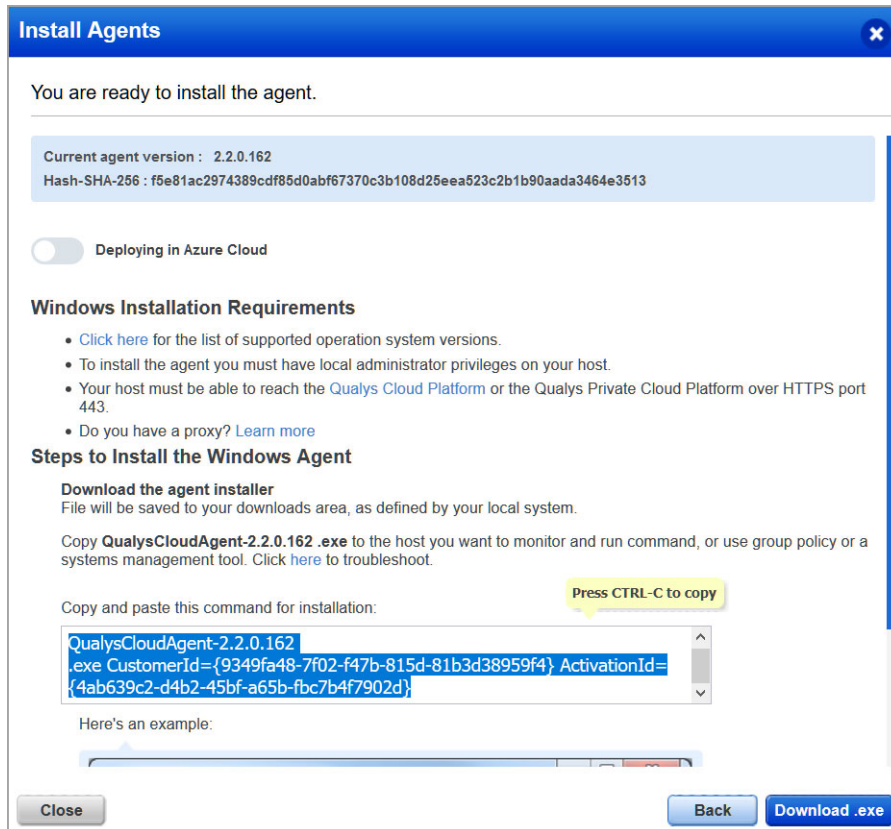 Install Agents
You are ready to install the agent.
Current agent version : 2.2.0.162
Hash-SHA-256 : f5e81ac2974389cdf85d0abf67370c3b108d25eea523c2b1b90aada3464e3513
Deploying in Azure Cloud
Windows Installation Requirements
• Click here for the list of supported operation system versions.
• To install the agent you must have local administrator privileges on your host.
• Your host must be able to reach the Qualys Cloud Platform or the Qualys Private Cloud Platform over HTTPS port
443.
• Do you have a proxy? Learn more
Steps to Install the Windows Agent
Download the agent installer
File will be saved to your downloads area, as defined by your local system.
Copy QualysCloudAgent-2.2.0.162 .exe to the host you want to monitor and run command, or use group policy or a
systems management tool. Click here to troubleshoot.
Press CTRL-C to copy
Copy and paste this command for installation:
QualysCloudAgent-2.2.0.162
.exe CustomerId={9349fa48-7f02-f47b-815d-81b3d38959f4} ActivationId=
{4ab639c2-d4b2-45bf-a65b-fbc7b4f7902d}
Here's an example:
Close
Back
Download .exe